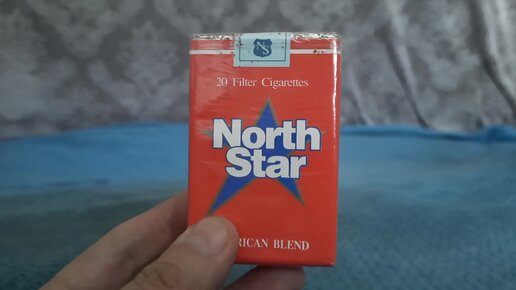 NS
20 Filter Cigarettes
North
Star
RICAN BLEND